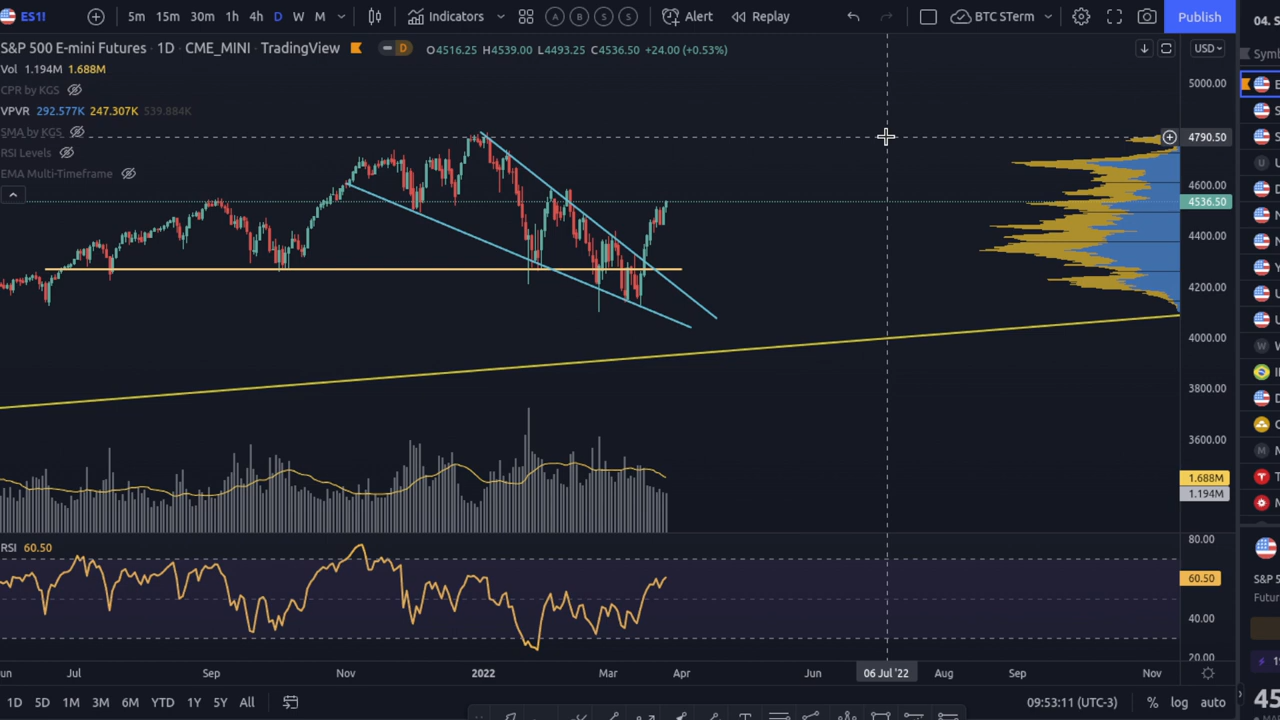 ES1! 5m 15m 30m 1h 4h D W M Indicators A B S S Alert Replay BTC STerm Publish
S&P 500 E-mini Futures · 1D · CME_MINI · TradingView D O4516.25 H4539.00 L4493.25 C4536.50 +24.00 (+0.53%) USD
Vol 1.194M 1.688M
CPR by KGS
VPVR 292.577K 247.307K 539.884K
SMA by KGS
RSI Levels
EMA Multi-Timeframe
5000.00
4790.50
4600.00
4536.50
4400.00
4200.00
4000.00
3800.00
3600.00
1.688M
1.194M
RSI 60.50
80.00
60.50
40.00
20.00
Jul Sep Nov 2022 Mar Apr Jun 06 Jul '22 Aug Sep Nov
1D 5D 1M 3M 6M YTD 1Y 5Y All 09:53:11 (UTC-3) % log auto
04. S
Symb
S&P 5
Futur
45